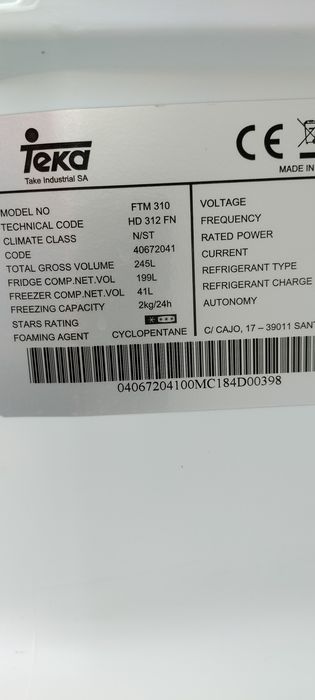 Teka
Take Industrial SA
CE
MADE IN
MODEL NO FTM 310
TECHNICAL CODE HD 312 FN
CLIMATE CLASS N/ST
CODE 40672041
TOTAL GROSS VOLUME 245L
FRIDGE COMP.NET.VOL 199L
FREEZER COMP.NET.VOL 41L
FREEZING CAPACITY 2kg/24h
STARS RATING
FOAMING AGENT CYCLOPENTANE
VOLTAGE
FREQUENCY
RATED POWER
CURRENT
REFRIGERANT TYPE
REFRIGERANT CHARGE
AUTONOMY
C/ CAJO, 17 – 39011 SANT
04067204100MC184D00398